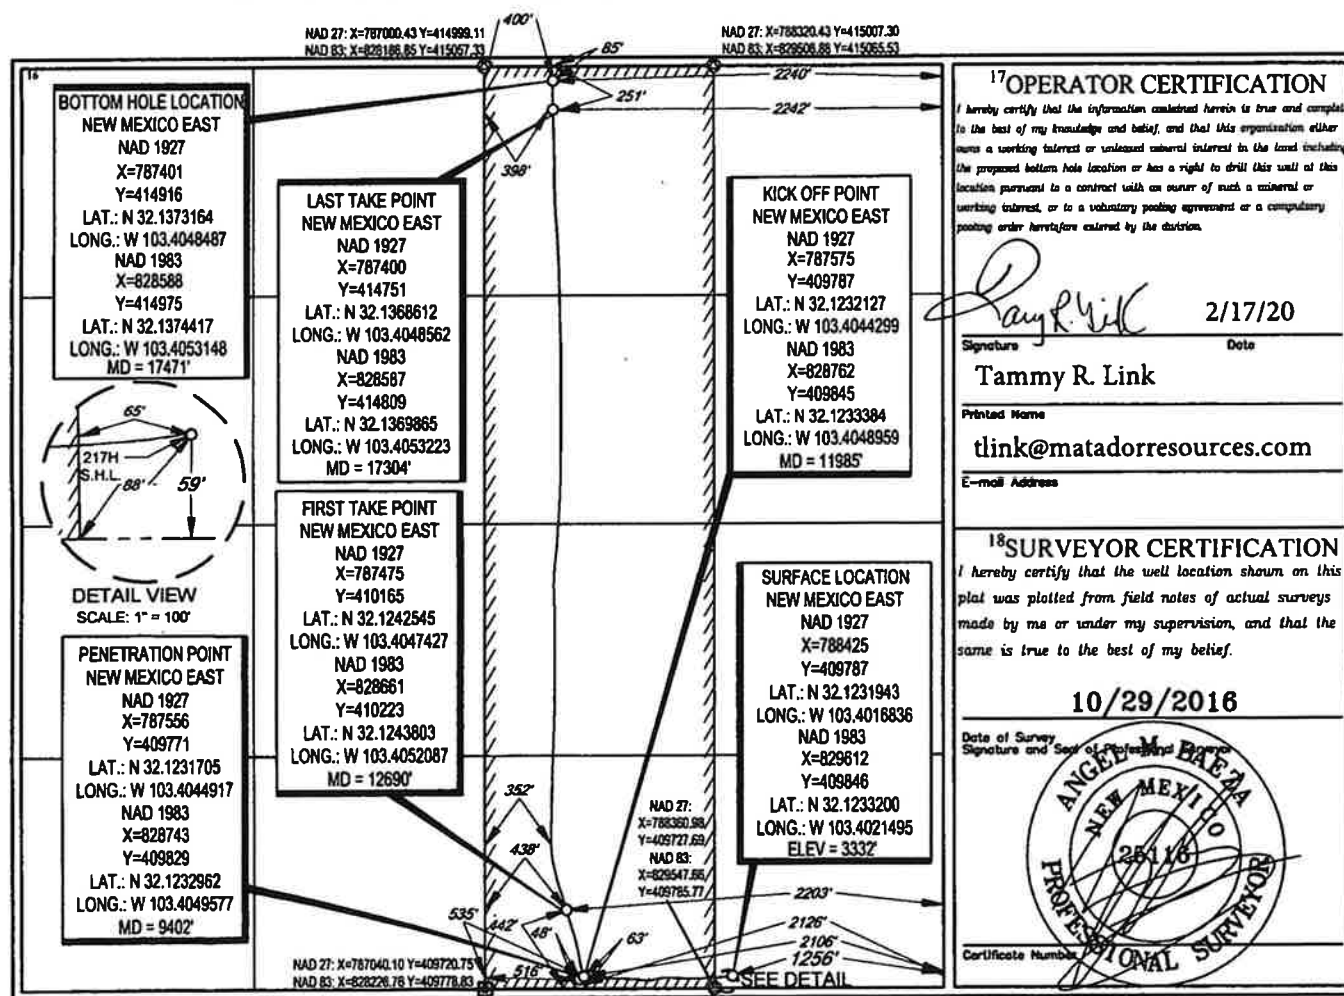 400'
NAD 27: X=787000.43 Y=414999.11
NAD 83: X=828186.85 Y=415057.33
NAD 27: X=788320.43 Y=415007.30
NAD 83: X=829506.88 Y=415065.53
85'
2240'
251'
2242'
398'
16
BOTTOM HOLE LOCATION
NEW MEXICO EAST
NAD 1927
X=787401
Y=414916
LAT.: N 32.1373164
LONG.: W 103.4048487
NAD 1983
X=828588
Y=414975
LAT.: N 32.1374417
LONG.: W 103.4053148
MD = 17471'
LAST TAKE POINT
NEW MEXICO EAST
NAD 1927
X=787400
Y=414751
LAT.: N 32.1368612
LONG.: W 103.4048562
NAD 1983
X=828587
Y=414809
LAT.: N 32.1369865
LONG.: W 103.4053223
MD = 17304'
KICK OFF POINT
NEW MEXICO EAST
NAD 1927
X=787575
Y=409787
LAT.: N 32.1232127
LONG.: W 103.4044299
NAD 1983
X=828762
Y=409845
LAT.: N 32.1233384
LONG.: W 103.4048959
MD = 11985'
65'
217H
S.H.L.
88'
59'
DETAIL VIEW
SCALE: 1" = 100'
FIRST TAKE POINT
NEW MEXICO EAST
NAD 1927
X=787475
Y=410165
LAT.: N 32.1242545
LONG.: W 103.4047427
NAD 1983
X=828661
Y=410223
LAT.: N 32.1243803
LONG.: W 103.4052087
MD = 12690'
SURFACE LOCATION
NEW MEXICO EAST
NAD 1927
X=788425
Y=409787
LAT.: N 32.1231943
LONG.: W 103.4016836
NAD 1983
X=829612
Y=409846
LAT.: N 32.1233200
LONG.: W 103.4021495
ELEV = 3332'
PENETRATION POINT
NEW MEXICO EAST
NAD 1927
X=787556
Y=409771
LAT.: N 32.1231705
LONG.: W 103.4044917
NAD 1983
X=828743
Y=409829
LAT.: N 32.1232962
LONG.: W 103.4049577
MD = 9402'
352'
438'
NAD 27:
X=788360.98
Y=409727.69
NAD 83:
X=829547.66
Y=409785.77
2203'
535'
442'
48'
63'
2126'
2106'
1256'
516'
SEE DETAIL
NAD 27: X=787040.10 Y=409720.75
NAD 83: X=828226.76 Y=409778.83
17 OPERATOR CERTIFICATION
I hereby certify that the information contained herein is true and complete
to the best of my knowledge and belief, and that this organization either
owns a working interest or unleased mineral interest in the land including
the proposed bottom hole location or has a right to drill this well at this
location pursuant to a contract with an owner of such a mineral or
working interest, or to a voluntary pooling agreement or a compulsory
pooling order heretofore entered by the division.
2/17/20
Signature Date
Tammy R. Link
Printed Name
tlink@matadorresources.com
E-mail Address
18 SURVEYOR CERTIFICATION
I hereby certify that the well location shown on this
plat was plotted from field notes of actual surveys
made by me or under my supervision, and that the
same is true to the best of my belief.
10/29/2016
Date of Survey
Signature and Seal of Professional Surveyor
ANGEL M. BAEZA
NEW MEXICO
25116
PROFESSIONAL SURVEYOR
Certificate Number